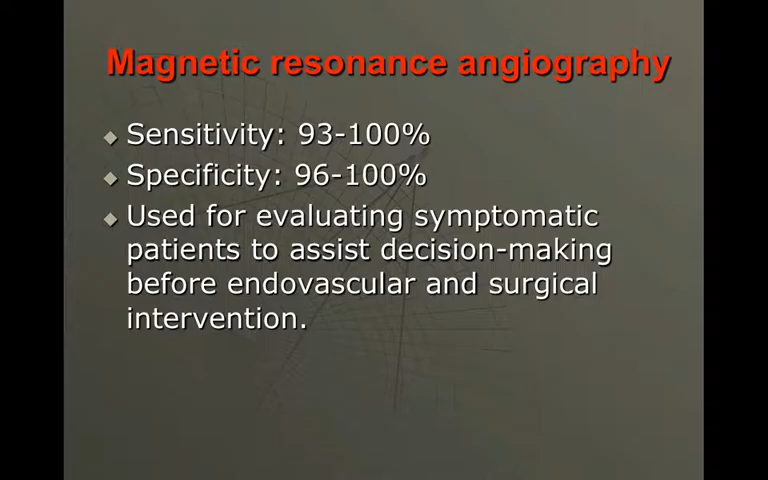 Magnetic resonance angiography
Sensitivity: 93-100%
Specificity: 96-100%
Used for evaluating symptomatic
patients to assist decision-making
before endovascular and surgical
intervention.